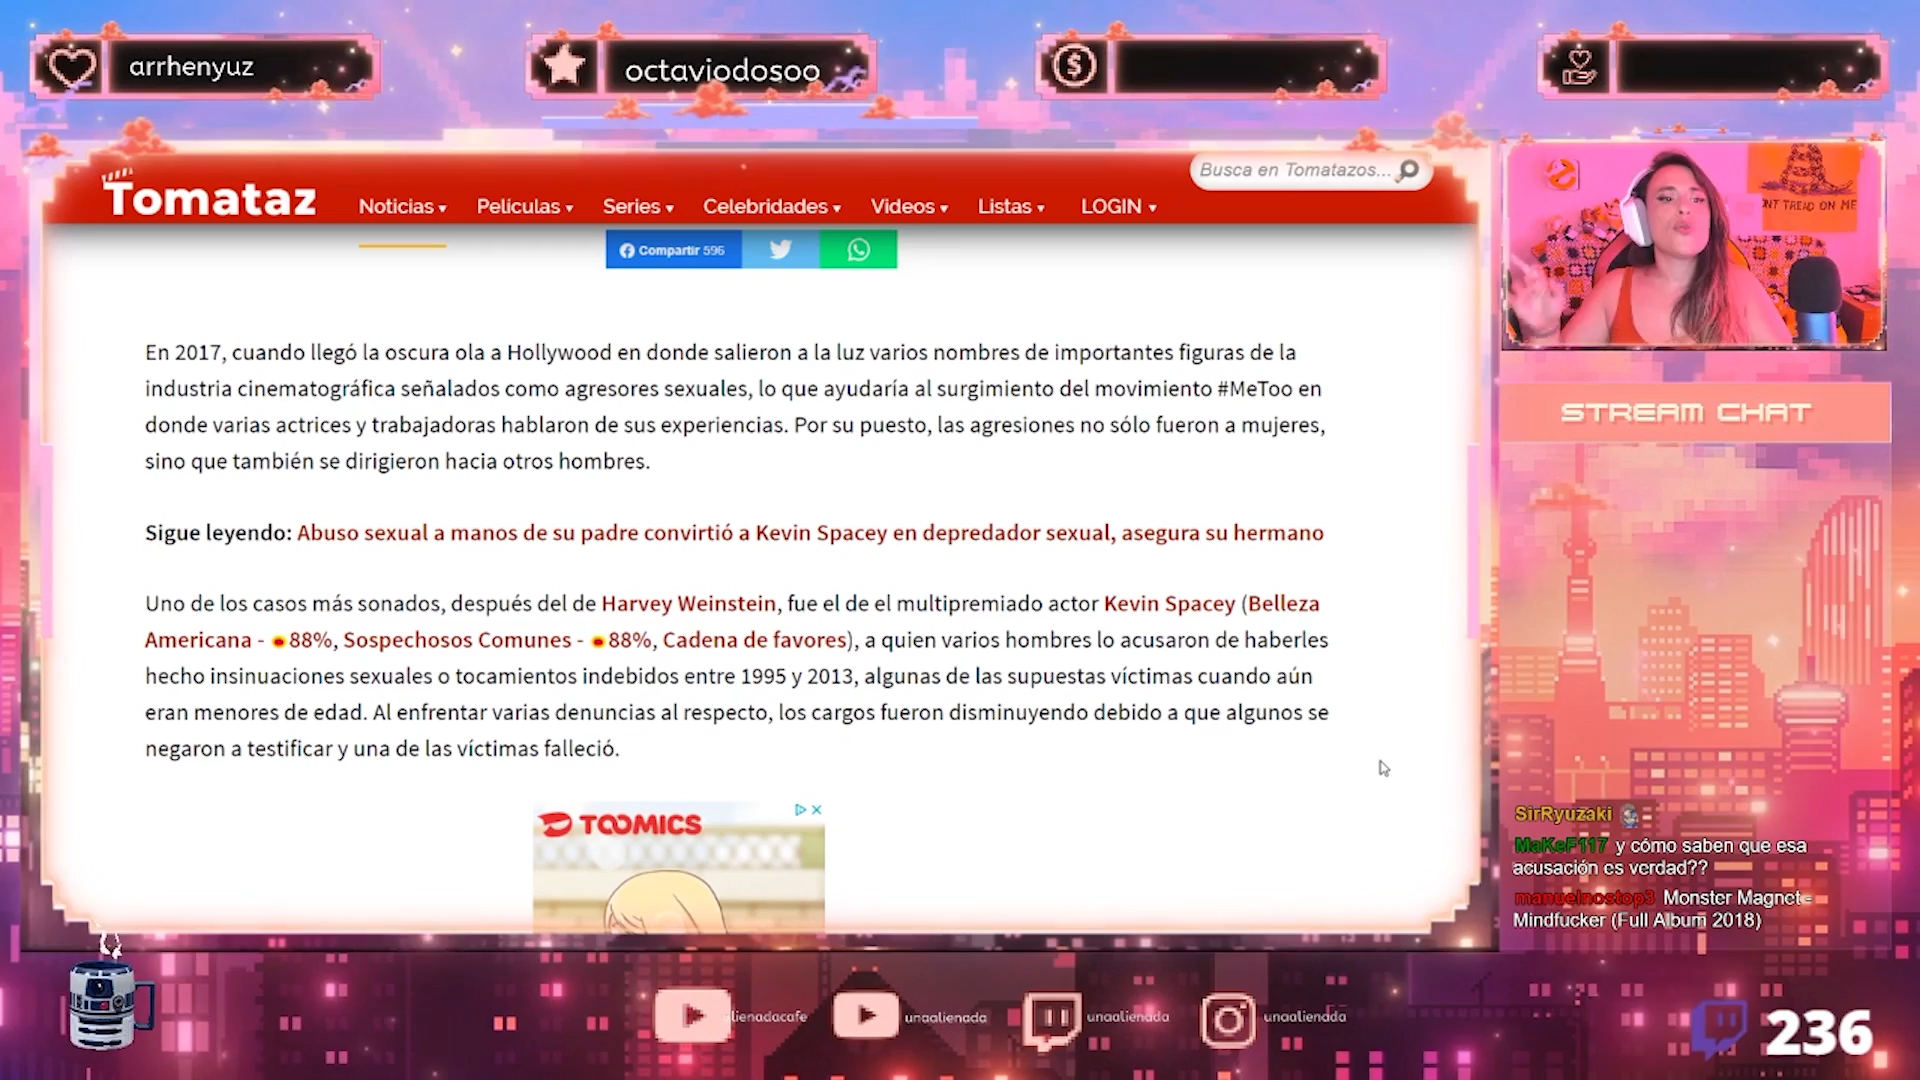 arrhenyuz
octaviodosoo
Tomataz
Noticias
Películas
Series
Celebridades
Videos
Listas
LOGIN
Busca en Tomatazos...
Compartir 596
En 2017, cuando llegó la oscura ola a Hollywood en donde salieron a la luz varios nombres de importantes figuras de la
industria cinematográfica señalados como agresores sexuales, lo que ayudaría al surgimiento del movimiento #MeToo en
donde varias actrices y trabajadoras hablaron de sus experiencias. Por su puesto, las agresiones no sólo fueron a mujeres,
sino que también se dirigieron hacia otros hombres.
Sigue leyendo: Abuso sexual a manos de su padre convirtió a Kevin Spacey en depredador sexual, asegura su hermano
Uno de los casos más sonados, después del de Harvey Weinstein, fue el de el multipremiado actor Kevin Spacey (Belleza
Americana - 88%, Sospechosos Comunes - 88%, Cadena de favores), a quien varios hombres lo acusaron de haberles
hecho insinuaciones sexuales o tocamientos indebidos entre 1995 y 2013, algunas de las supuestas víctimas cuando aún
eran menores de edad. Al enfrentar varias denuncias al respecto, los cargos fueron disminuyendo debido a que algunos se
negaron a testificar y una de las víctimas falleció.
TOOMICS
ONT TREAD ON ME
STREAM CHAT
SirRyuzaki
MaKeF117 y cómo saben que esa
acusación es verdad??
manuelnostop3 Monster Magnet -
Mindfucker (Full Album 2018)
lienadacafe
unaalienada
unaalienada
unaalienada
236